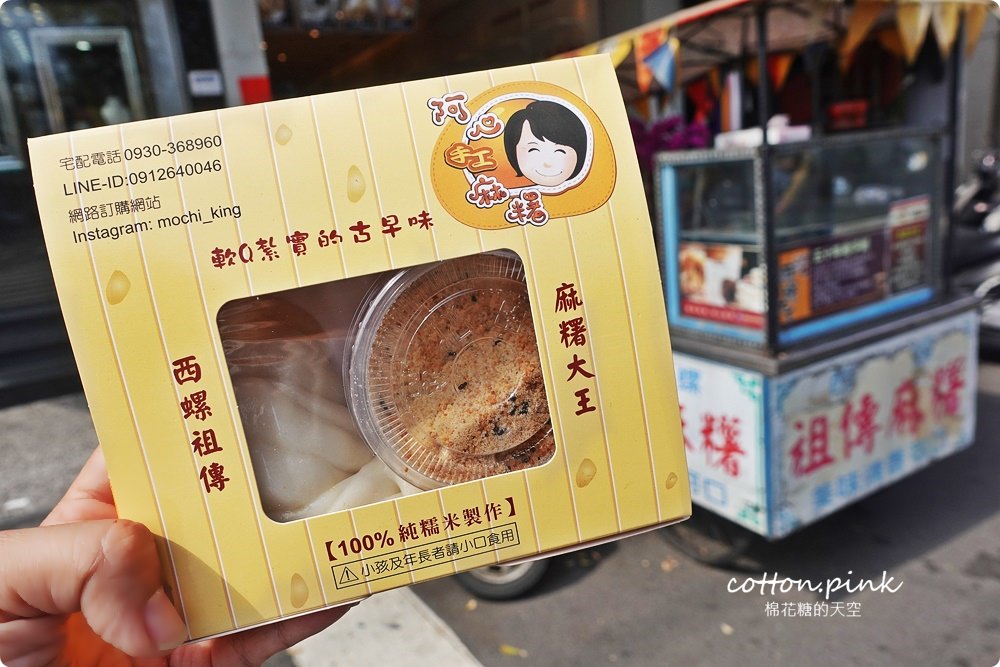 宅配電話 0930-368960
LINE-ID:0912640046
網路訂購網站
Instagram: mochi_king
阿心
手工
麻糬
軟Q紮實的古早味
西螺祖傳
麻糬大王
【100% 純糯米製作】
⚠小孩及年長者請小口食用
祖傳麻糬
cotton.pink
棉花糖的天空